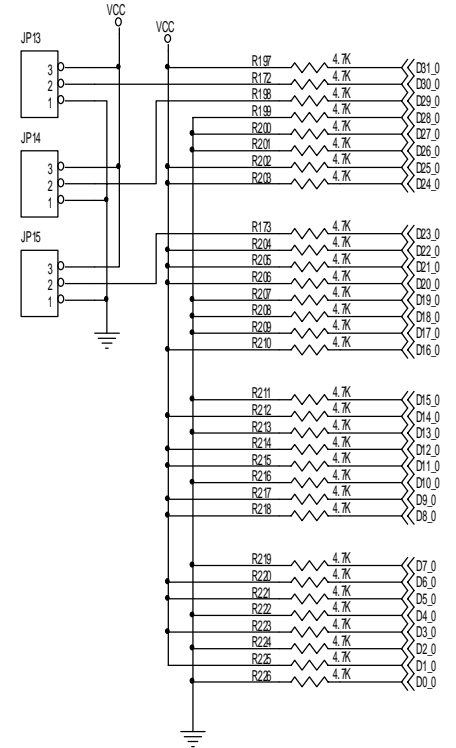 VCC
VCC
JP13
3
2
1
JP14
3
2
1
JP15
3
2
1
R197 4.7K D31_0
R172 4.7K D30_0
R198 4.7K D29_0
R199 4.7K D28_0
R200 4.7K D27_0
R201 4.7K D26_0
R202 4.7K D25_0
R203 4.7K D24_0
R173 4.7K D23_0
R204 4.7K D22_0
R205 4.7K D21_0
R206 4.7K D20_0
R207 4.7K D19_0
R208 4.7K D18_0
R209 4.7K D17_0
R210 4.7K D16_0
R211 4.7K D15_0
R212 4.7K D14_0
R213 4.7K D13_0
R214 4.7K D12_0
R215 4.7K D11_0
R216 4.7K D10_0
R217 4.7K D9_0
R218 4.7K D8_0
R219 4.7K D7_0
R220 4.7K D6_0
R221 4.7K D5_0
R222 4.7K D4_0
R223 4.7K D3_0
R224 4.7K D2_0
R225 4.7K D1_0
R226 4.7K D0_0